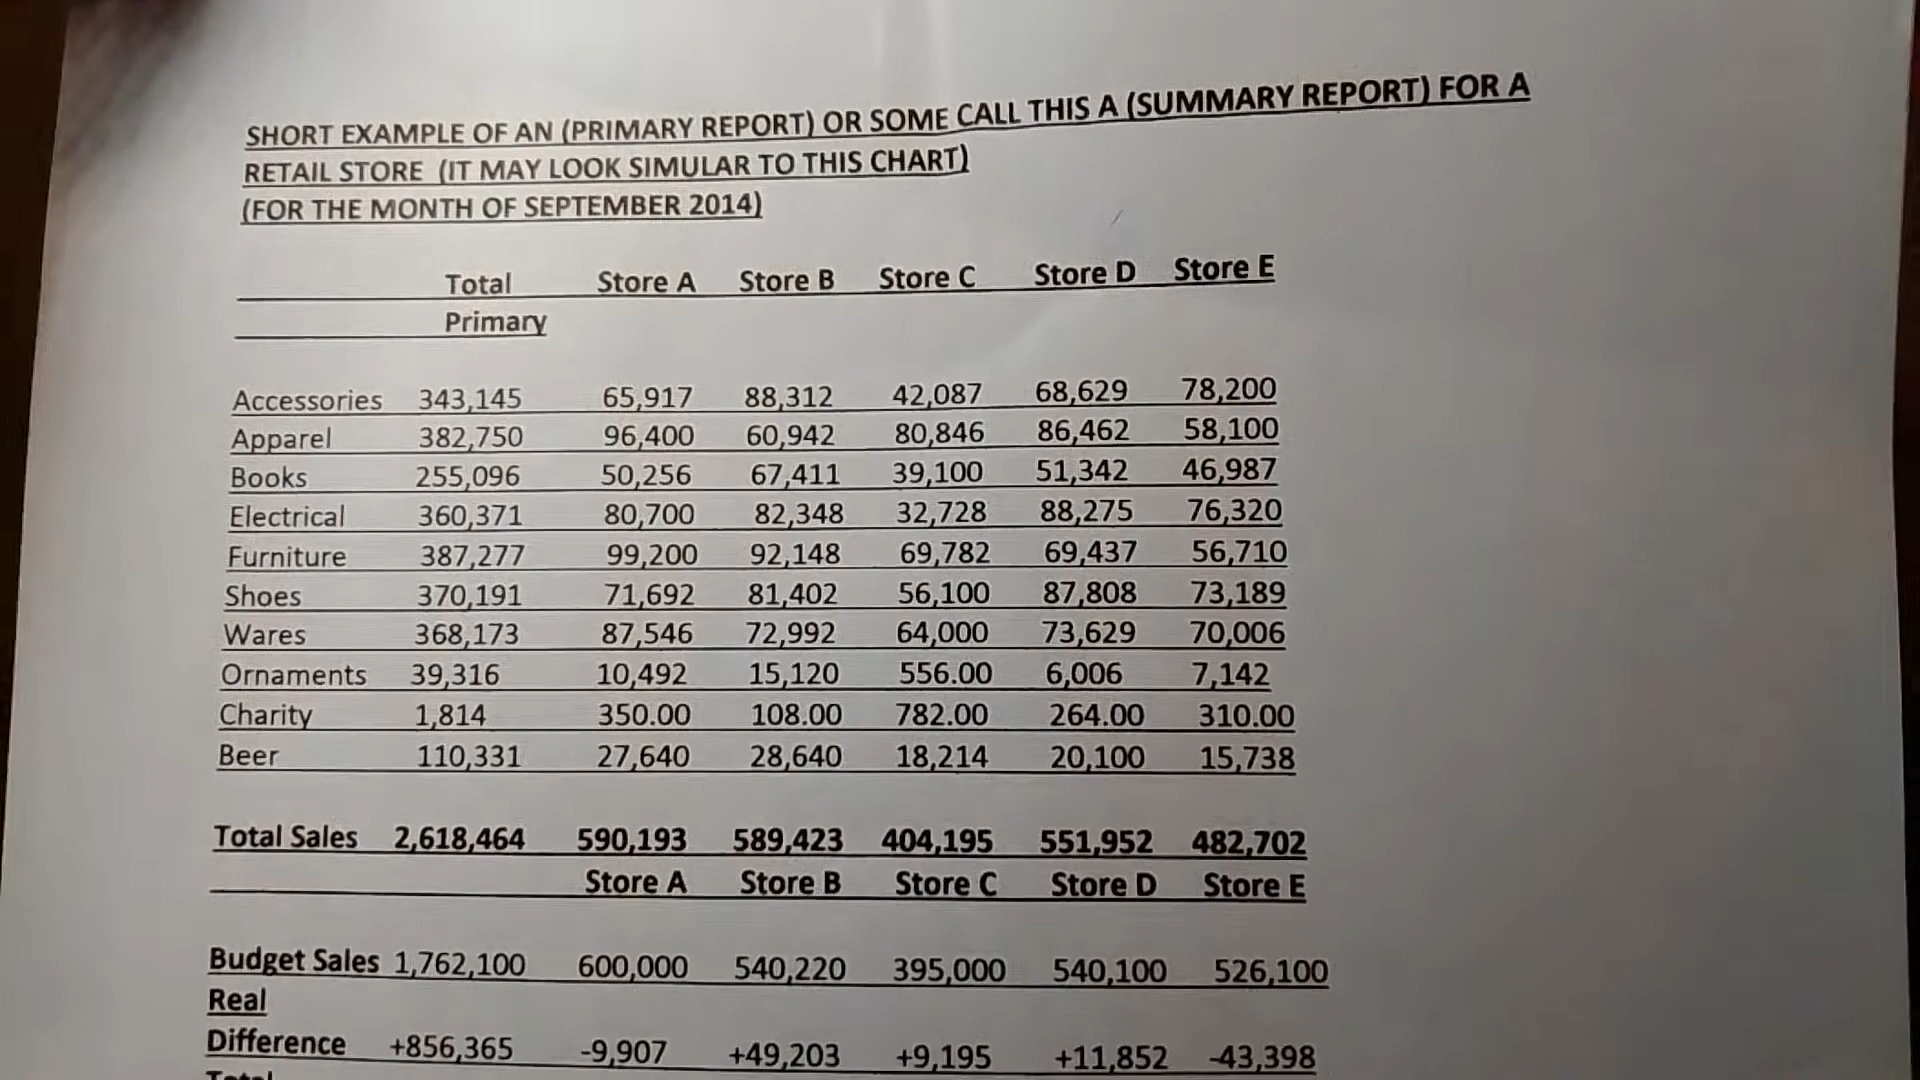 SHORT EXAMPLE OF AN (PRIMARY REPORT) OR SOME CALL THIS A (SUMMARY REPORT) FOR A
RETAIL STORE (IT MAY LOOK SIMULAR TO THIS CHART)
(FOR THE MONTH OF SEPTEMBER 2014)
Total Store A Store B Store C Store D Store E
Primary
Accessories 343,145 65,917 88,312 42,087 68,629 78,200
Apparel 382,750 96,400 60,942 80,846 86,462 58,100
Books 255,096 50,256 67,411 39,100 51,342 46,987
Electrical 360,371 80,700 82,348 32,728 88,275 76,320
Furniture 387,277 99,200 92,148 69,782 69,437 56,710
Shoes 370,191 71,692 81,402 56,100 87,808 73,189
Wares 368,173 87,546 72,992 64,000 73,629 70,006
Ornaments 39,316 10,492 15,120 556.00 6,006 7,142
Charity 1,814 350.00 108.00 782.00 264.00 310.00
Beer 110,331 27,640 28,640 18,214 20,100 15,738
Total Sales 2,618,464 590,193 589,423 404,195 551,952 482,702
Store A Store B Store C Store D Store E
Budget Sales 1,762,100 600,000 540,220 395,000 540,100 526,100
Real
Difference +856,365 -9,907 +49,203 +9,195 +11,852 -43,398
Total